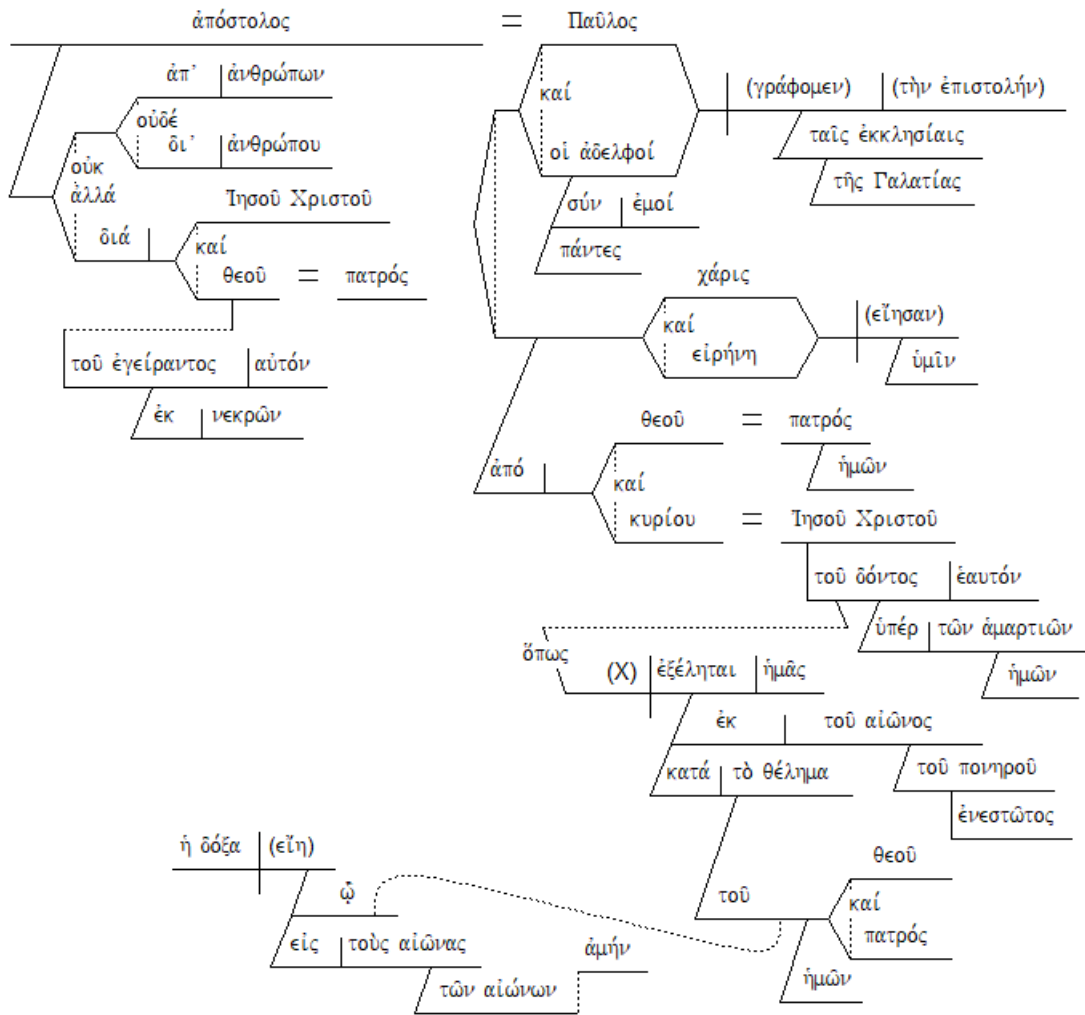 ἀπόστολος = Παῦλος
ἀπ' ἀνθρώπων
οὐδέ
δι' ἀνθρώπου
οὐκ
ἀλλά
διά
Ἰησοῦ Χριστοῦ
καί
θεοῦ = πατρός
τοῦ ἐγείραντος αὐτόν
ἐκ νεκρῶν
καί
οἱ ἀδελφοί
σύν ἐμοί
πάντες
(γράφομεν) (τὴν ἐπιστολήν)
ταῖς ἐκκλησίαις
τῆς Γαλατίας
χάρις
καί
εἰρήνη
(εἴησαν)
ὑμῖν
ἀπό
θεοῦ = πατρός
ἡμῶν
καί
κυρίου = Ἰησοῦ Χριστοῦ
τοῦ δόντος ἑαυτόν
ὑπέρ τῶν ἁμαρτιῶν
ἡμῶν
ὅπως
(X) ἐξέληται ἡμᾶς
ἐκ τοῦ αἰῶνος
τοῦ πονηροῦ
ἐνεστῶτος
κατά τὸ θέλημα
τοῦ
θεοῦ
καί
πατρός
ἡμῶν
ἡ δόξα (εἴη)
ᾧ
εἰς τοὺς αἰῶνας
τῶν αἰώνων
ἀμήν